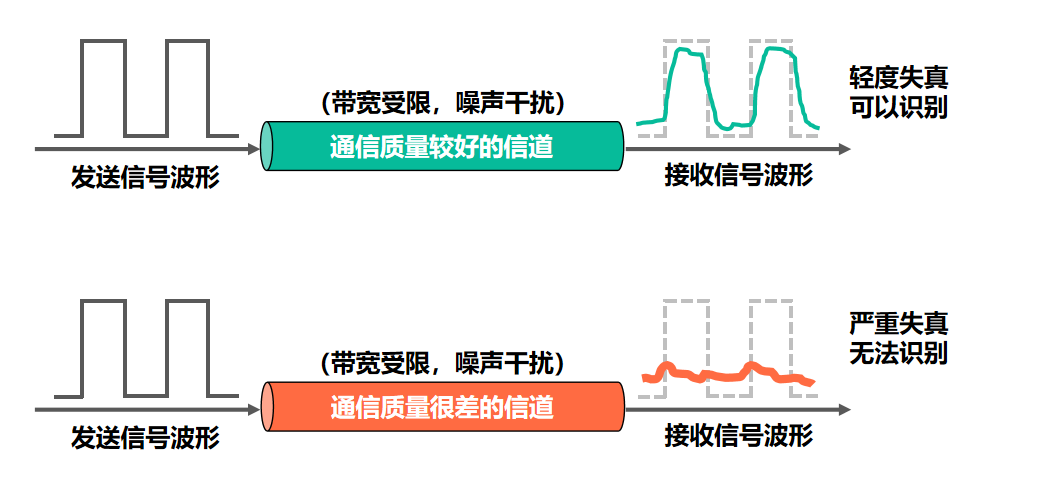 （带宽受限，噪声干扰）
通信质量较好的信道
发送信号波形
接收信号波形
轻度失真
可以识别
（带宽受限，噪声干扰）
通信质量很差的信道
发送信号波形
接收信号波形
严重失真
无法识别